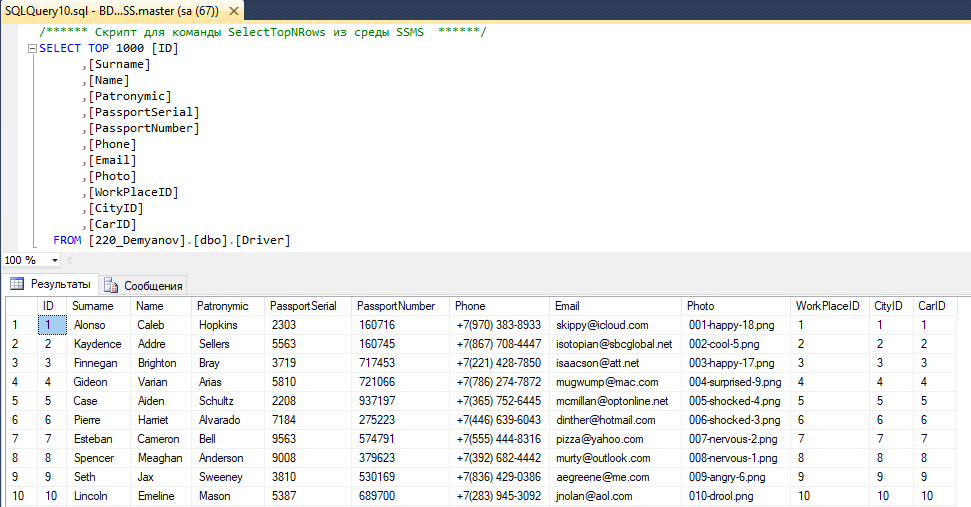 SQLQuery10.sql - BD...SS.master (sa (67))
/****** Скрипт для команды SelectTopNRows из среды SSMS ******/
SELECT TOP 1000 [ID]
,[Surname]
,[Name]
,[Patronymic]
,[PassportSerial]
,[PassportNumber]
,[Phone]
,[Email]
,[Photo]
,[WorkPlaceID]
,[CityID]
,[CarID]
FROM [220_Demyanov].[dbo].[Driver]
100 %
Результаты Сообщения
ID Surname Name Patronymic PassportSerial PassportNumber Phone Email Photo WorkPlaceID CityID CarID
1 1 Alonso Caleb Hopkins 2303 160716 +7(970) 383-8933 skippy@icloud.com 001-happy-18.png 1 1 1
2 2 Kaydence Addre Sellers 5563 160745 +7(867) 708-4447 isotopian@sbcglobal.net 002-cool-5.png 2 2 2
3 3 Finnegan Brighton Bray 3719 717453 +7(221) 428-7850 isaacson@att.net 003-happy-17.png 3 3 3
4 4 Gideon Varian Arias 5810 721066 +7(786) 274-7872 mugwump@mac.com 004-surprised-9.png 4 4 4
5 5 Case Aiden Schultz 2208 937197 +7(365) 752-6445 mcmillan@optonline.net 005-shocked-4.png 5 5 5
6 6 Pierre Harriet Alvarado 7184 275223 +7(446) 639-6043 dinther@hotmail.com 006-shocked-3.png 6 6 6
7 7 Esteban Cameron Bell 9563 574791 +7(555) 444-8316 pizza@yahoo.com 007-nervous-2.png 7 7 7
8 8 Spencer Meaghan Anderson 9008 379623 +7(392) 682-4442 murty@outlook.com 008-nervous-1.png 8 8 8
9 9 Seth Jax Sweeney 3810 530169 +7(836) 429-0386 aegreene@me.com 009-angry-6.png 9 9 9
10 10 Lincoln Emeline Mason 5387 689700 +7(283) 945-3092 jnolan@aol.com 010-drool.png 10 10 10